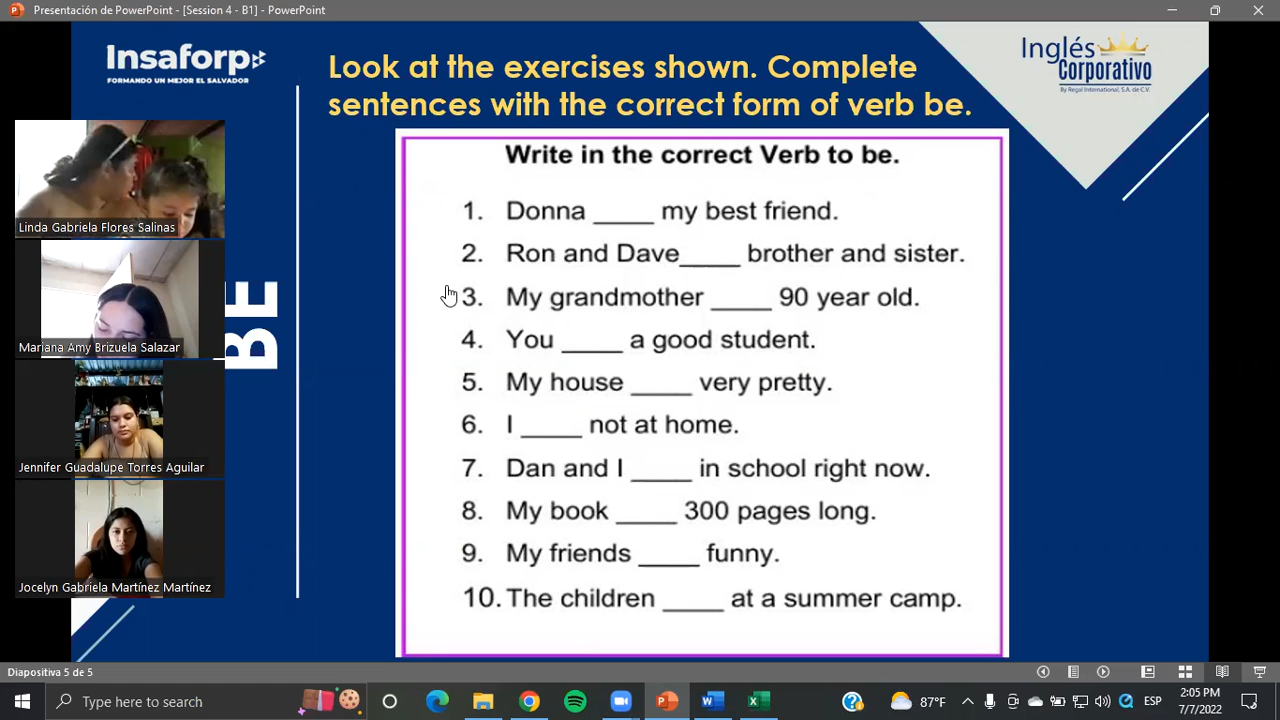 Presentación de PowerPoint - [Session 4 - B1] - PowerPoint
Insaforp
FORMANDO UN MEJOR EL SALVADOR
Look at the exercises shown. Complete
sentences with the correct form of verb be.
Inglés
Corporativo
By Regal International, S.A. de C.V.
Linda Gabriela Flores Salinas
Mariana Amy Brizuela Salazar
Jennifer Guadalupe Torres Aguilar
Jocelyn Gabriela Martínez Martínez
BE
Write in the correct Verb to be.
1. Donna ____ my best friend.
2. Ron and Dave____ brother and sister.
3. My grandmother ____ 90 year old.
4. You ____ a good student.
5. My house ____ very pretty.
6. I ____ not at home.
7. Dan and I ____ in school right now.
8. My book ____ 300 pages long.
9. My friends ____ funny.
10. The children ____ at a summer camp.
Diapositiva 5 de 5
Type here to search
87°F
ESP
2:05 PM
7/7/2022